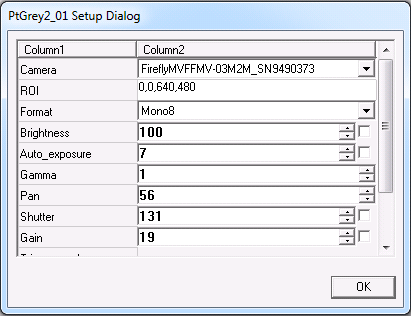 PtGrey2_01 Setup Dialog
Column1 Column2
Camera FireflyMVFFMV-03M2M_SN9490373
ROI 0,0,640,480
Format Mono8
Brightness 100
Auto_exposure 7
Gamma 1
Pan 56
Shutter 131
Gain 19
OK